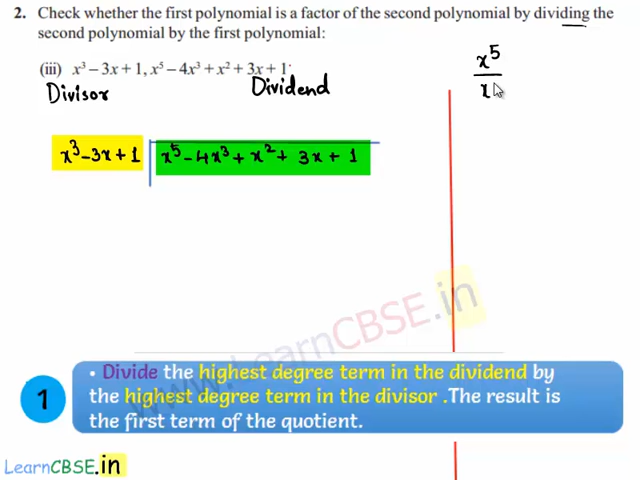 2. Check whether the first polynomial is a factor of the second polynomial by dividing the
second polynomial by the first polynomial:
(iii) x³ – 3x + 1, x⁵ – 4x³ + x² + 3x + 1
Divisor Dividend
x⁵
x
x³ - 3x + 1 x⁵ - 4x³ + x² + 3x + 1
www.LearnCBSE.in
1
• Divide the highest degree term in the dividend by
the highest degree term in the divisor .The result is
the first term of the quotient.
LearnCBSE.in